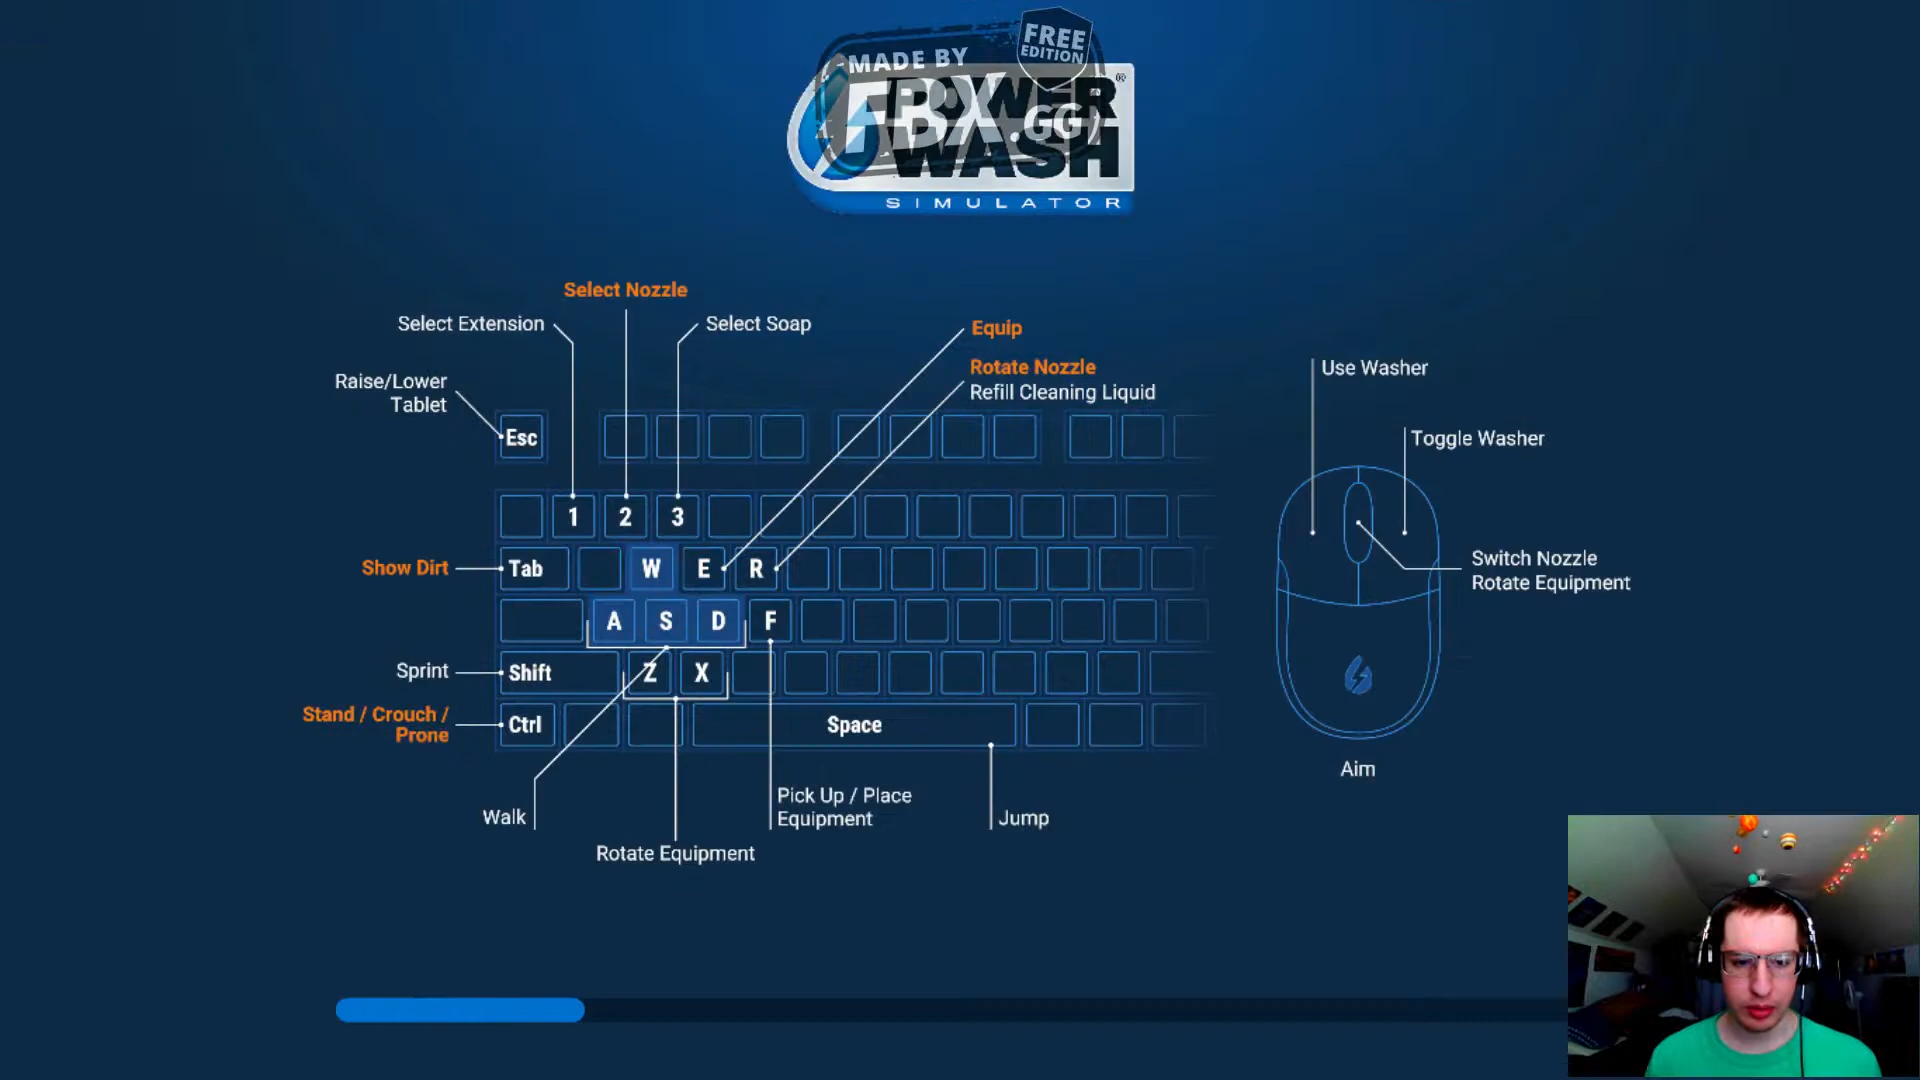 MADE BY
FREE
EDITION
POWER
WASH
FBX.GG
SIMULATOR
Select Nozzle
Select Extension
Select Soap
Equip
Rotate Nozzle
Refill Cleaning Liquid
Raise/Lower
Tablet
Use Washer
Toggle Washer
Esc
1 2 3
Show Dirt
Tab W E R
Switch Nozzle
Rotate Equipment
A S D F
Sprint
Shift Z X
Stand / Crouch /
Prone
Ctrl Space
Aim
Walk
Pick Up / Place
Equipment
Jump
Rotate Equipment